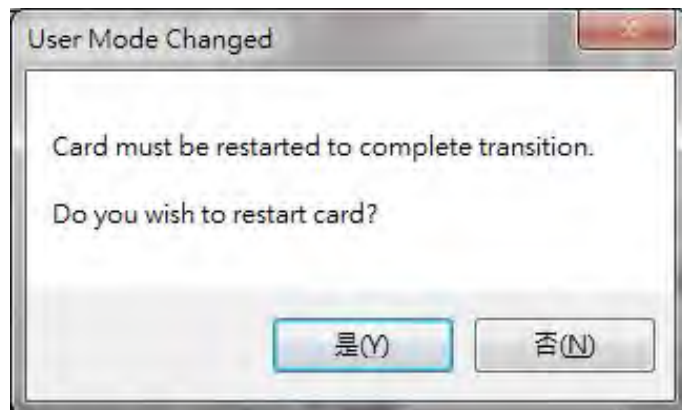 User Mode Changed
Card must be restarted to complete transition.
Do you wish to restart card?
是(Y)
否(N)